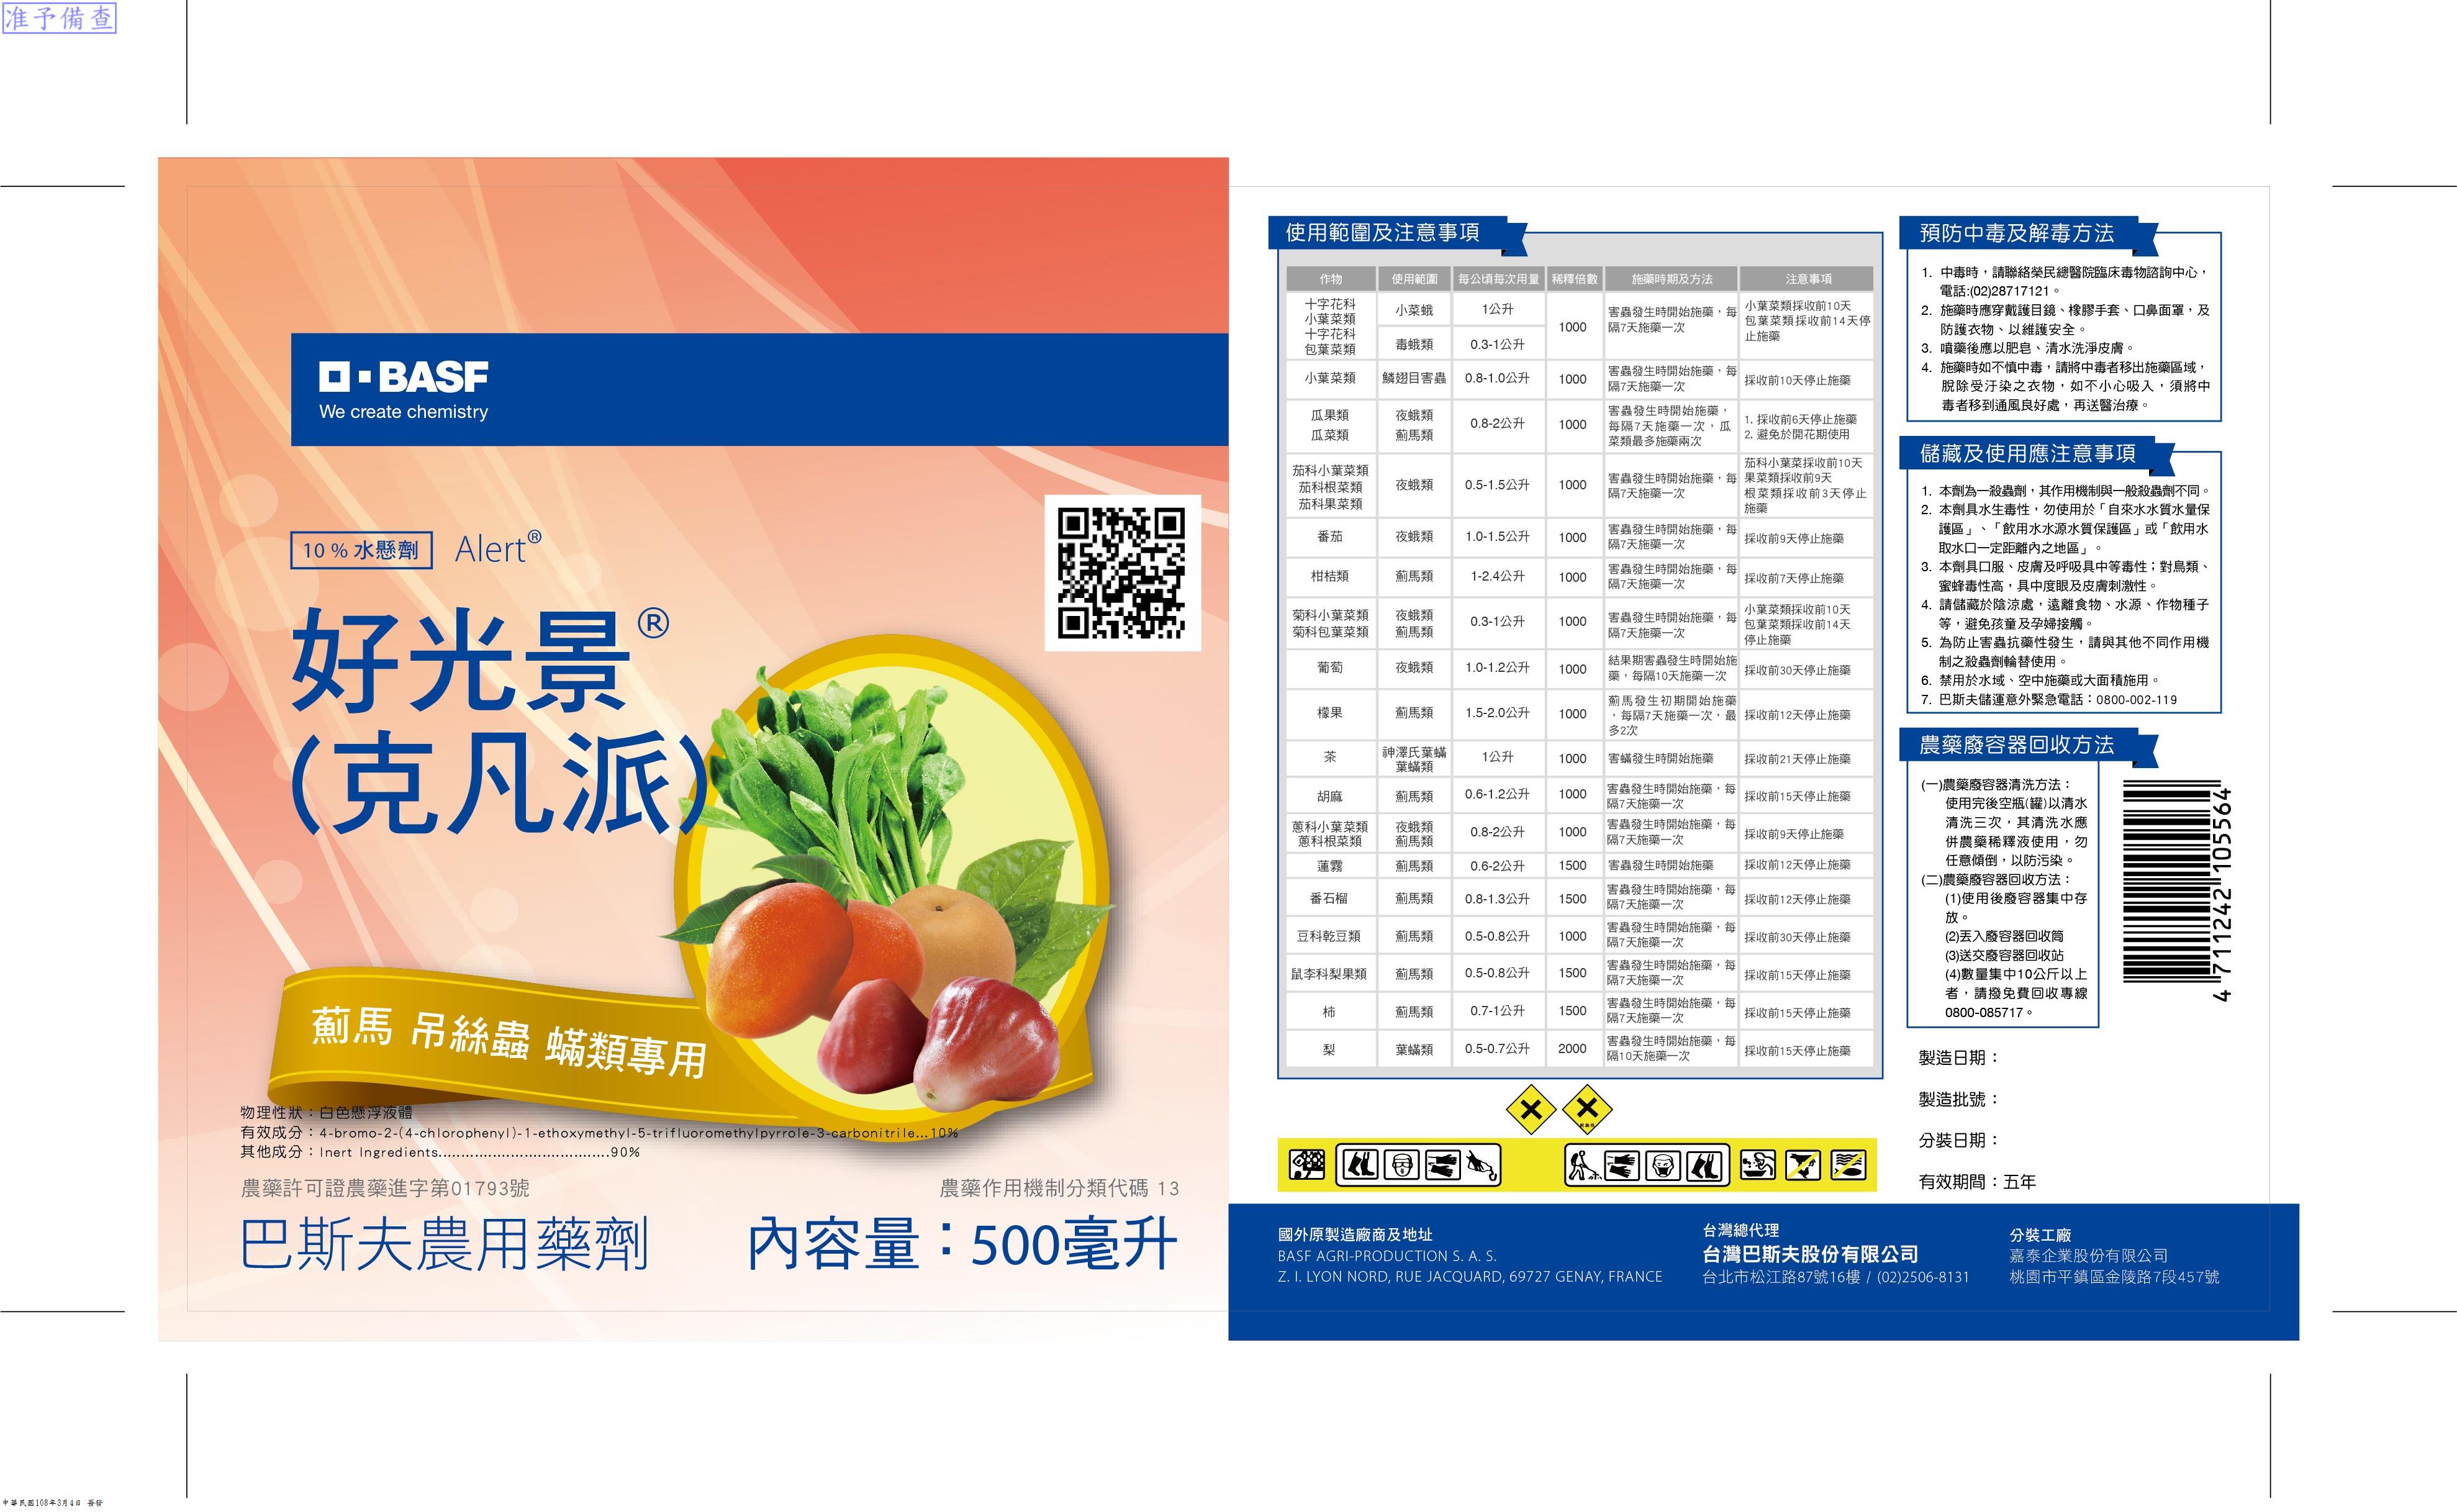 准予備查
BASF
We create chemistry
10 % 水懸劑 Alert®
好光景®
(克凡派)
薊馬 吊絲蟲 蟎類專用
物理性狀：白色懸浮液體
有效成分：4-bromo-2-(4-chlorophenyl)-1-ethoxymethyl-5-trifluoromethylpyrrole-3-carbonitrile...10%
其他成分：Inert Ingredients....................................90%
農藥許可證農藥進字第01793號
農藥作用機制分類代碼 13
巴斯夫農用藥劑
內容量：500毫升
使用範圍及注意事項
作物 使用範圍 每公頃每次用量 稀釋倍數 施藥時期及方法 注意事項
十字花科
小葉菜類
十字花科
包葉菜類
小菜蛾 1公升
毒蛾類 0.3-1公升
1000
害蟲發生時開始施藥，每
隔7天施藥一次
小葉菜類採收前10天
包葉菜類採收前14天停
止施藥
小葉菜類 鱗翅目害蟲 0.8-1.0公升 1000
害蟲發生時開始施藥，每
隔7天施藥一次
採收前10天停止施藥
瓜果類
瓜菜類
夜蛾類
薊馬類
0.8-2公升 1000
害蟲發生時開始施藥，
每隔7天施藥一次，瓜
菜類最多施藥兩次
1. 採收前6天停止施藥
2. 避免於開花期使用
茄科小葉菜類
茄科根菜類
茄科果菜類
夜蛾類 0.5-1.5公升 1000
害蟲發生時開始施藥，每
隔7天施藥一次
茄科小葉菜採收前10天
果菜類採收前9天
根菜類採收前3天停止
施藥
番茄 夜蛾類 1.0-1.5公升 1000
害蟲發生時開始施藥，每
隔7天施藥一次
採收前9天停止施藥
柑桔類 薊馬類 1-2.4公升 1000
害蟲發生時開始施藥，每
隔7天施藥一次
採收前7天停止施藥
菊科小葉菜類
菊科包葉菜類
夜蛾類
薊馬類
0.3-1公升 1000
害蟲發生時開始施藥，每
隔7天施藥一次
小葉菜類採收前10天
包葉菜類採收前14天
停止施藥
葡萄 夜蛾類 1.0-1.2公升 1000
結果期害蟲發生時開始施
藥，每隔10天施藥一次
採收前30天停止施藥
檬果 薊馬類 1.5-2.0公升 1000
薊馬發生初期開始施藥
，每隔7天施藥一次，最
多2次
採收前12天停止施藥
茶
神澤氏葉蟎
葉蟎類
1公升 1000 害蟎發生時開始施藥 採收前21天停止施藥
胡麻 薊馬類 0.6-1.2公升 1000
害蟲發生時開始施藥，每
隔7天施藥一次
採收前15天停止施藥
蔥科小葉菜類
蔥科根菜類
夜蛾類
薊馬類
0.8-2公升 1000
害蟲發生時開始施藥，每
隔7天施藥一次
採收前9天停止施藥
蓮霧 薊馬類 0.6-2公升 1500 害蟲發生時開始施藥 採收前12天停止施藥
番石榴 薊馬類 0.8-1.3公升 1500
害蟲發生時開始施藥，每
隔7天施藥一次
採收前12天停止施藥
豆科乾豆類 薊馬類 0.5-0.8公升 1000
害蟲發生時開始施藥，每
隔7天施藥一次
採收前30天停止施藥
鼠李科梨果類 薊馬類 0.5-0.8公升 1500
害蟲發生時開始施藥，每
隔7天施藥一次
採收前15天停止施藥
柿 薊馬類 0.7-1公升 1500
害蟲發生時開始施藥，每
隔7天施藥一次
採收前15天停止施藥
梨 葉蟎類 0.5-0.7公升 2000
害蟲發生時開始施藥，每
隔10天施藥一次
採收前15天停止施藥
預防中毒及解毒方法
1. 中毒時，請聯絡榮民總醫院臨床毒物諮詢中心，
電話:(02)28717121。
2. 施藥時應穿戴護目鏡、橡膠手套、口鼻面罩，及
防護衣物、以維護安全。
3. 噴藥後應以肥皂、清水洗淨皮膚。
4. 施藥時如不慎中毒，請將中毒者移出施藥區域，
脫除受汙染之衣物，如不小心吸入，須將中
毒者移到通風良好處，再送醫治療。
儲藏及使用應注意事項
1. 本劑為一殺蟲劑，其作用機制與一般殺蟲劑不同。
2. 本劑具水生毒性，勿使用於「自來水水質水量保
護區」、「飲用水水源水質保護區」或「飲用水
取水口一定距離內之地區」。
3. 本劑具口服、皮膚及呼吸具中等毒性；對鳥類、
蜜蜂毒性高，具中度眼及皮膚刺激性。
4. 請儲藏於陰涼處，遠離食物、水源、作物種子
等，避免孩童及孕婦接觸。
5. 為防止害蟲抗藥性發生，請與其他不同作用機
制之殺蟲劑輪替使用。
6. 禁用於水域、空中施藥或大面積施用。
7. 巴斯夫儲運意外緊急電話：0800-002-119
農藥廢容器回收方法
(一)農藥廢容器清洗方法：
使用完後空瓶(罐)以清水
清洗三次，其清洗水應
併農藥稀釋液使用，勿
任意傾倒，以防污染。
(二)農藥廢容器回收方法：
(1)使用後廢容器集中存
放。
(2)丟入廢容器回收筒
(3)送交廢容器回收站
(4)數量集中10公斤以上
者，請撥免費回收專線
0800-085717。
4 711242 105564
製造日期：
製造批號：
分裝日期：
有效期間：五年
國外原製造廠商及地址
BASF AGRI-PRODUCTION S. A. S.
Z. I. LYON NORD, RUE JACQUARD, 69727 GENAY, FRANCE
台灣總代理
台灣巴斯夫股份有限公司
台北市松江路87號16樓 / (02)2506-8131
分裝工廠
嘉泰企業股份有限公司
桃園市平鎮區金陵路7段457號
中華民國108年3月4日 簽發